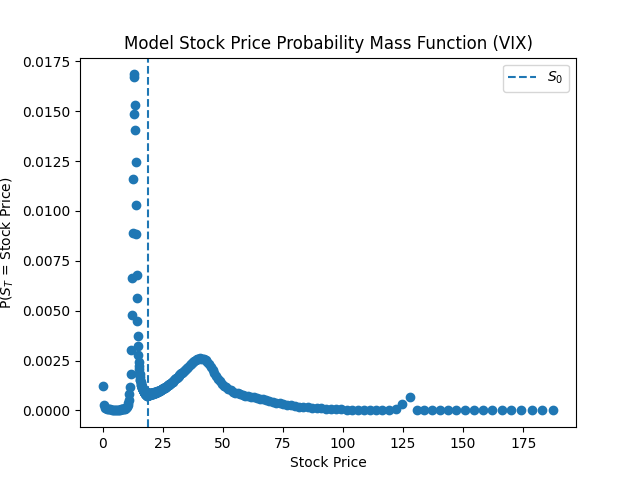 Model Stock Price Probability Mass Function (VIX)
S₀
0.0175
0.0150
0.0125
0.0100
0.0075
0.0050
0.0025
0.0000
P(S_T = Stock Price)
0 25 50 75 100 125 150 175
Stock Price